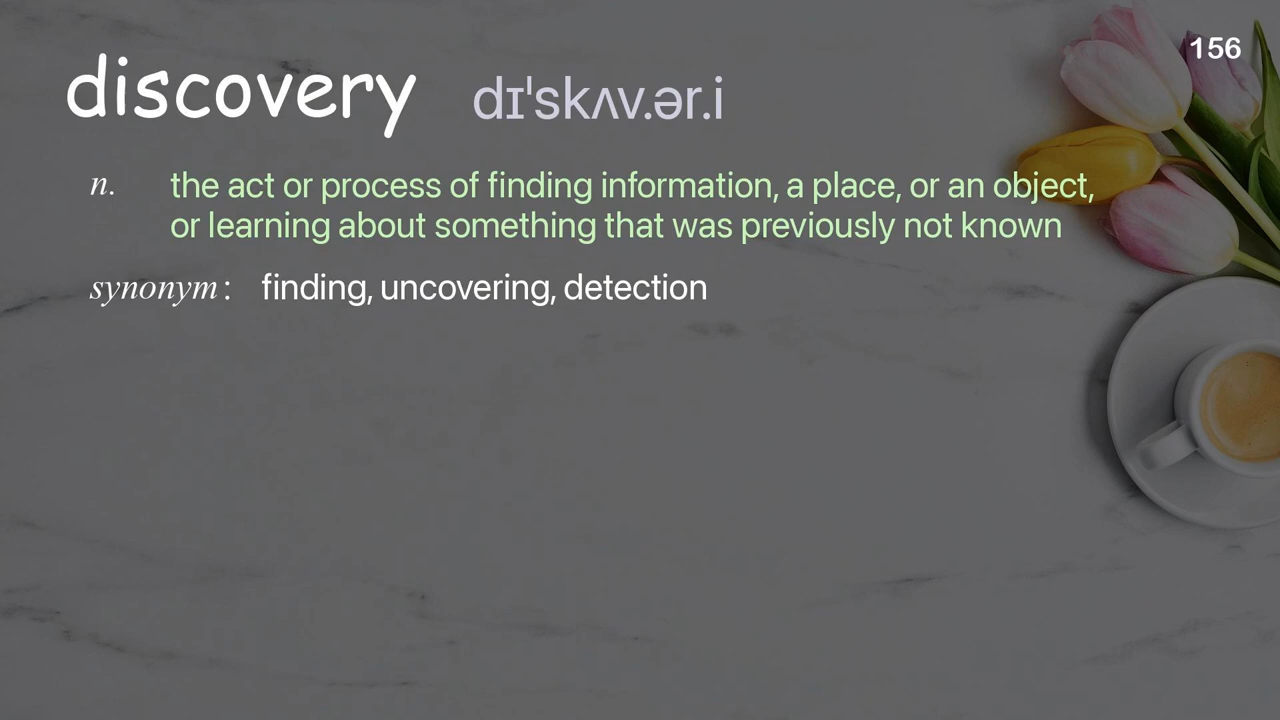 156
discovery dɪˈskʌv.ər.i
n. the act or process of finding information, a place, or an object,
or learning about something that was previously not known
synonym: finding, uncovering, detection